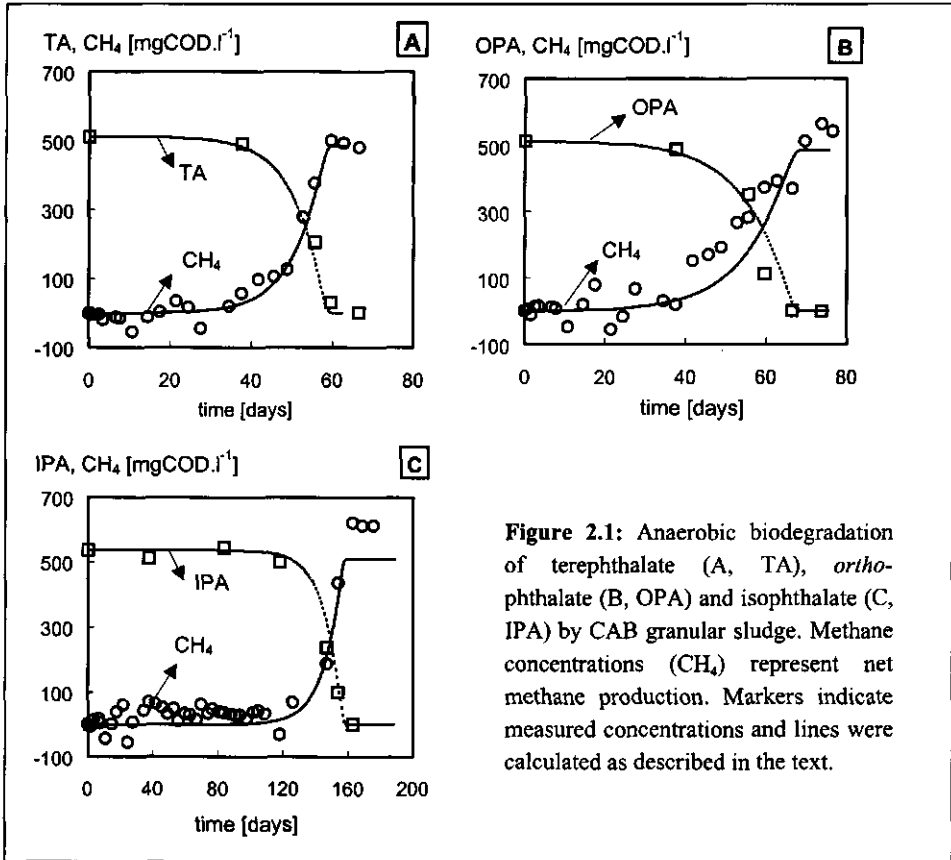 TA, CH₄ [mgCOD.l⁻¹]
A
700
500
300
100
-100
TA
CH₄
0 20 40 60 80
time [days]
OPA, CH₄ [mgCOD.l⁻¹]
B
700
500
300
100
-100
OPA
CH₄
0 20 40 60 80
time [days]
IPA, CH₄ [mgCOD.l⁻¹]
C
700
500
300
100
-100
IPA
CH₄
0 40 80 120 160 200
time [days]
Figure 2.1: Anaerobic biodegradation
of terephthalate (A, TA), ortho-
phthalate (B, OPA) and isophthalate (C,
IPA) by CAB granular sludge. Methane
concentrations (CH₄) represent net
methane production. Markers indicate
measured concentrations and lines were
calculated as described in the text.